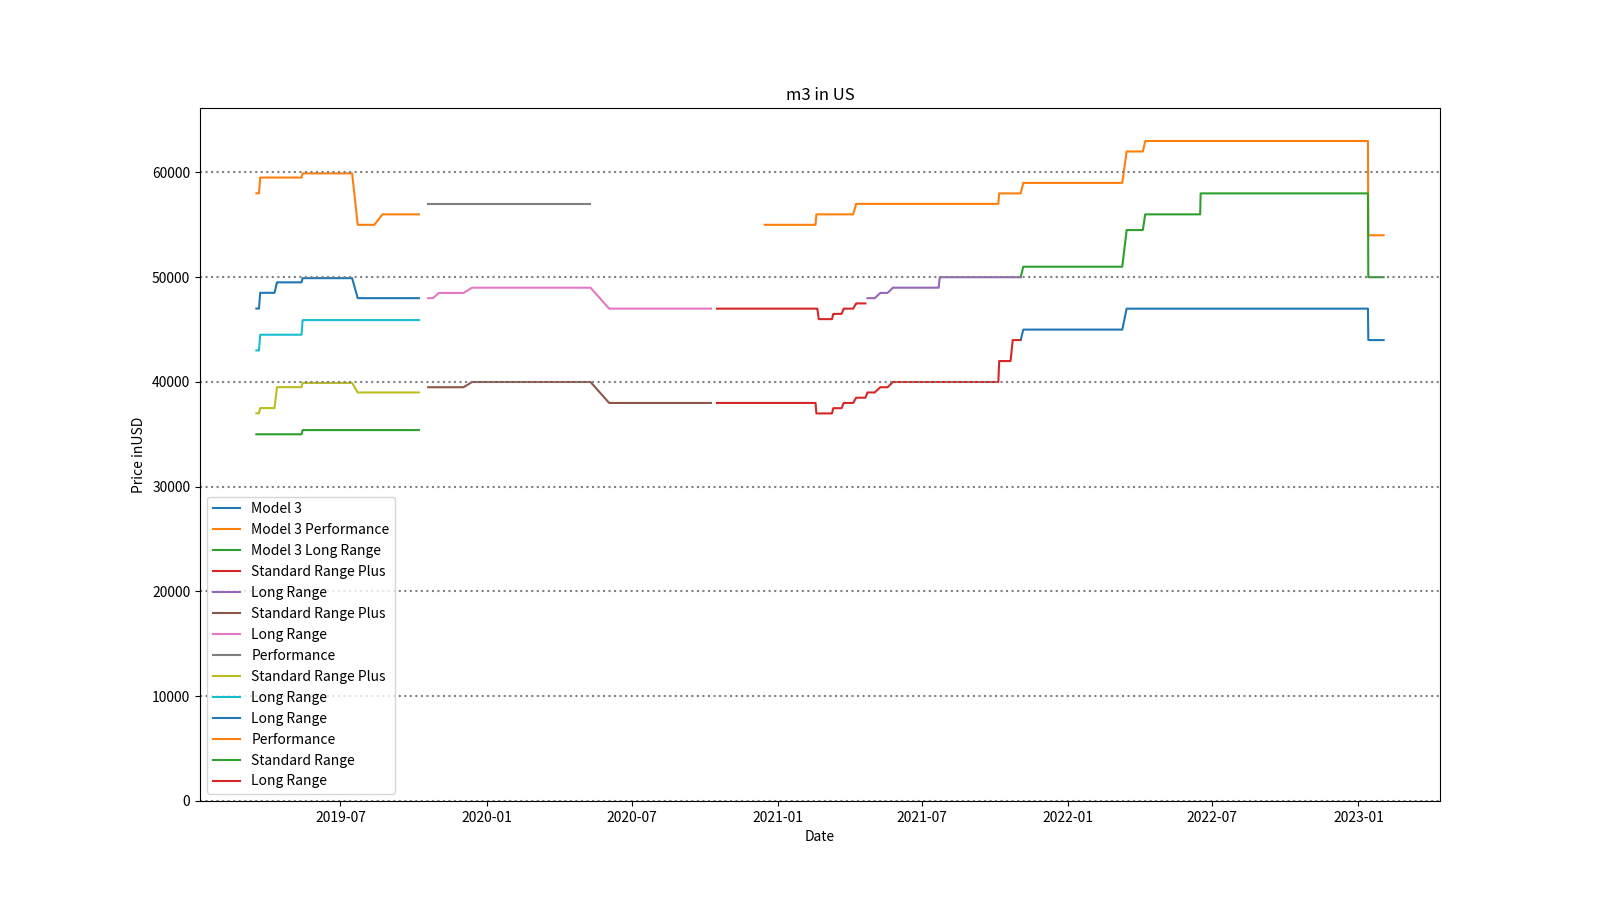 m3 in US
60000
50000
40000
30000
20000
10000
0
Price inUSD
Model 3
Model 3 Performance
Model 3 Long Range
Standard Range Plus
Long Range
Standard Range Plus
Long Range
Performance
Standard Range Plus
Long Range
Long Range
Performance
Standard Range
Long Range
2019-07 2020-01 2020-07 2021-01 2021-07 2022-01 2022-07 2023-01
Date